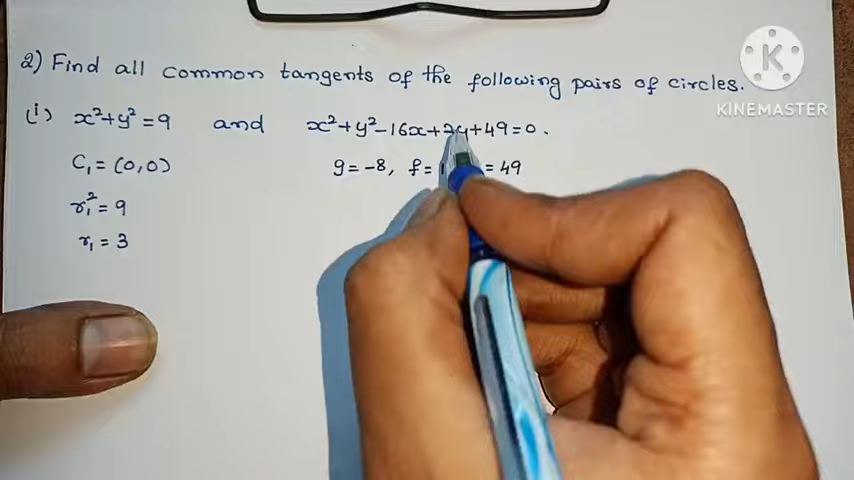 2) Find all common tangents of the following pairs of circles.
(i) x²+y²=9 and x²+y²-16x+2y+49=0.
C₁ = (0,0) g=-8, f= = 49
r₁² = 9
r₁ = 3
K
KINEMASTER